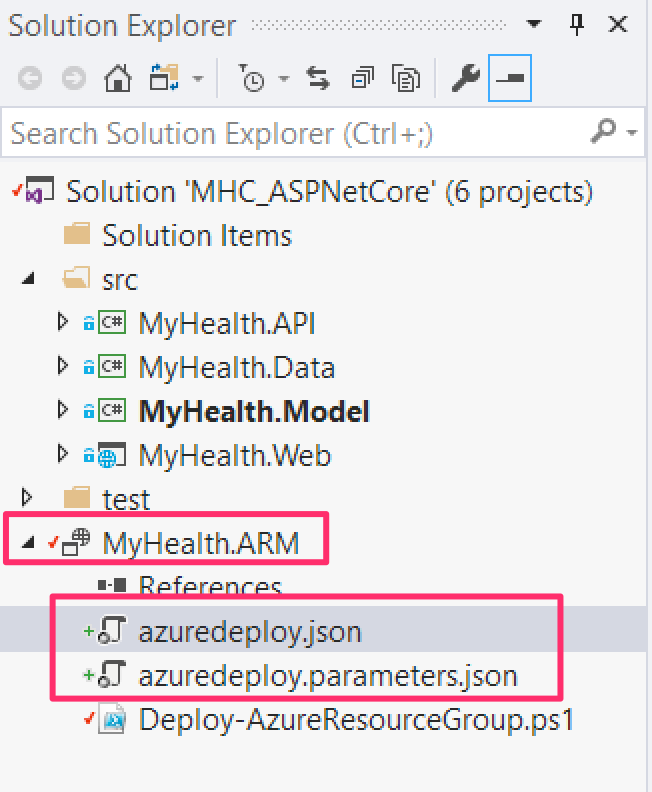 Solution Explorer
Search Solution Explorer (Ctrl+;)
Solution 'MHC_ASPNetCore' (6 projects)
Solution Items
src
C# MyHealth.API
C# MyHealth.Data
C# MyHealth.Model
MyHealth.Web
test
MyHealth.ARM
References
azuredeploy.json
azuredeploy.parameters.json
Deploy-AzureResourceGroup.ps1